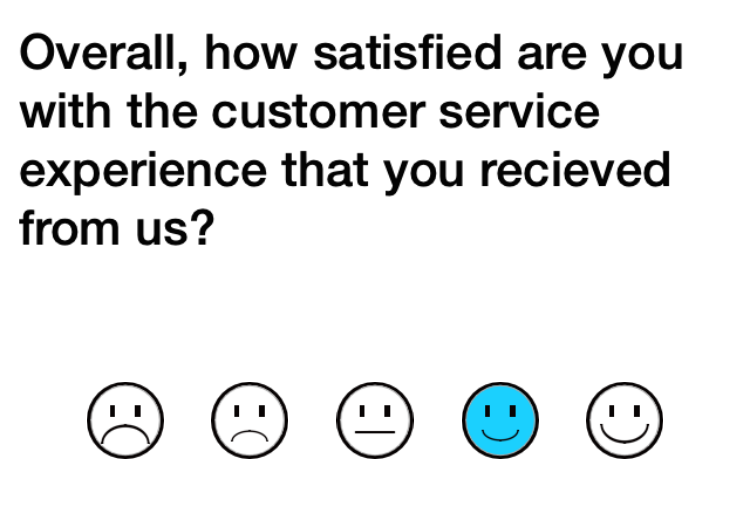 Overall, how satisfied are you
with the customer service
experience that you recieved
from us?